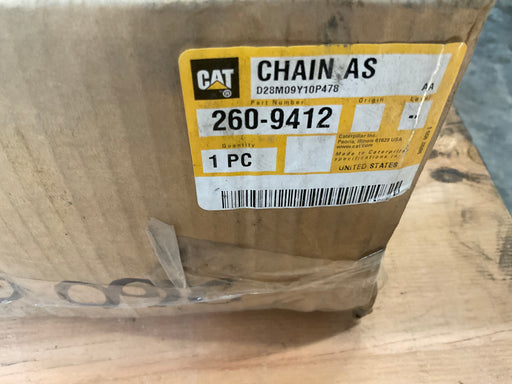 CAT ®
CHAIN AS
D28M09Y10P478 AA
Part Number Origin Level
260-9412 --
Quantity
1 PC
Caterpillar Inc.
Peoria, Illinois 61629 USA
www.cat.com
Made to Caterpillar
specifications in
UNITED STATES